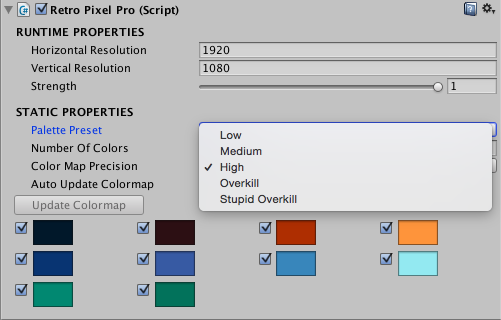 Retro Pixel Pro (Script)
RUNTIME PROPERTIES
Horizontal Resolution 1920
Vertical Resolution 1080
Strength 1
STATIC PROPERTIES
Palette Preset
Number Of Colors
Color Map Precision
Auto Update Colormap
Low
Medium
✓ High
Overkill
Stupid Overkill
Update Colormap